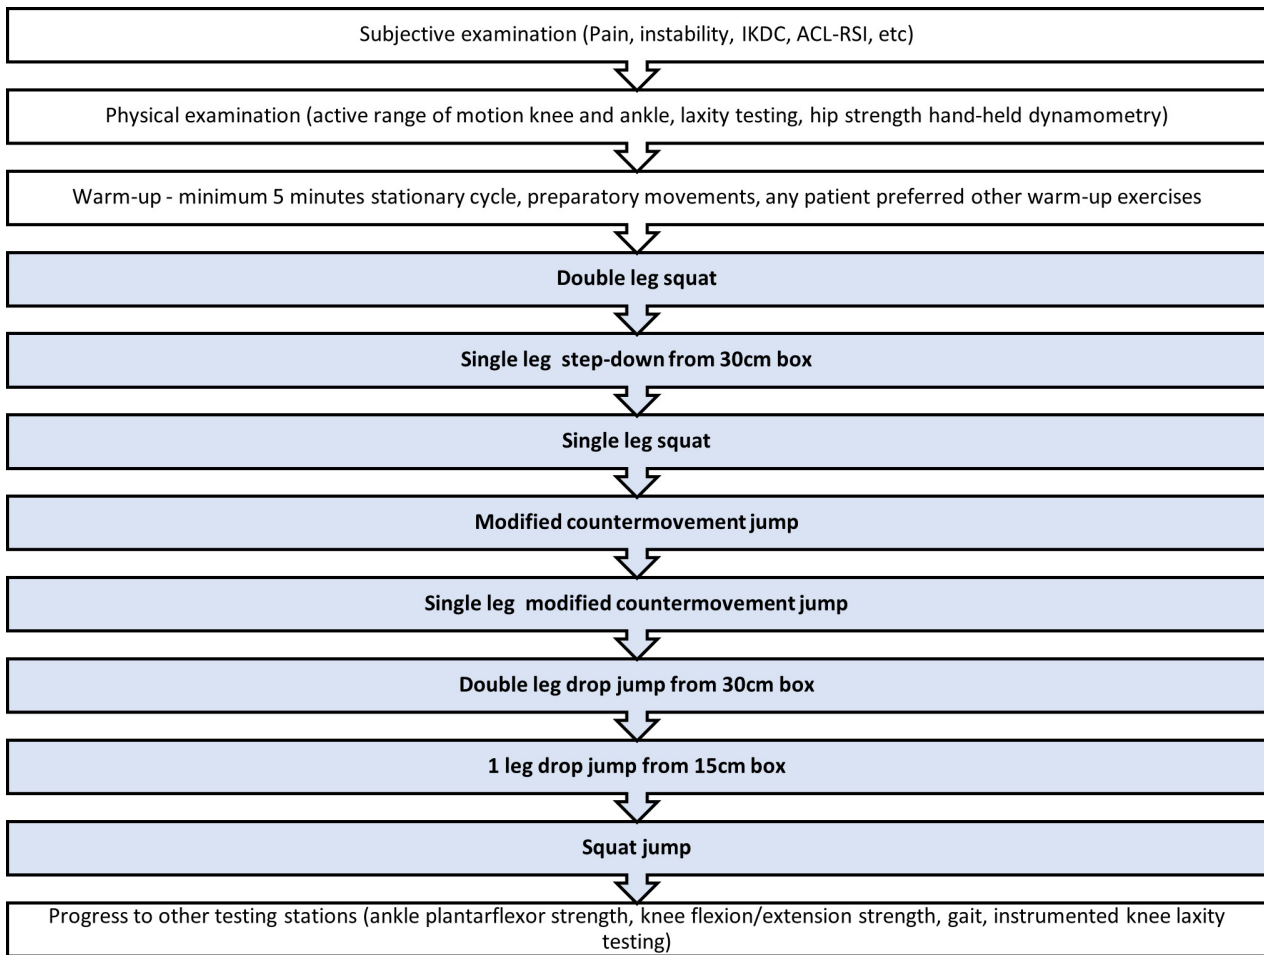 Subjective examination (Pain, instability, IKDC, ACL-RSI, etc)
Physical examination (active range of motion knee and ankle, laxity testing, hip strength hand-held dynamometry)
Warm-up - minimum 5 minutes stationary cycle, preparatory movements, any patient preferred other warm-up exercises
Double leg squat
Single leg step-down from 30cm box
Single leg squat
Modified countermovement jump
Single leg modified countermovement jump
Double leg drop jump from 30cm box
1 leg drop jump from 15cm box
Squat jump
Progress to other testing stations (ankle plantarflexor strength, knee flexion/extension strength, gait, instrumented knee laxity
testing)